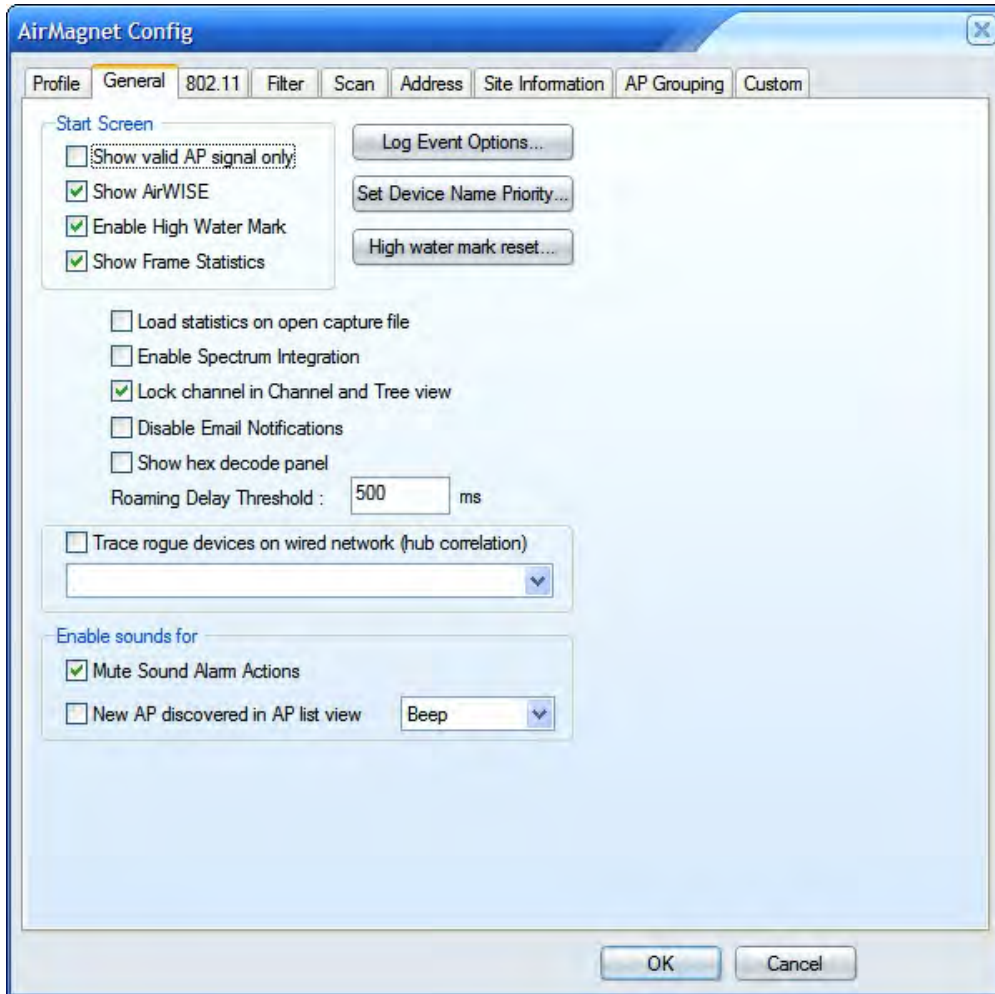 AirMagnet Config
Profile General 802.11 Filter Scan Address Site Information AP Grouping Custom
Start Screen
Show valid AP signal only
Show AirWISE
Enable High Water Mark
Show Frame Statistics
Log Event Options...
Set Device Name Priority...
High water mark reset...
Load statistics on open capture file
Enable Spectrum Integration
Lock channel in Channel and Tree view
Disable Email Notifications
Show hex decode panel
Roaming Delay Threshold : 500 ms
Trace rogue devices on wired network (hub correlation)
Enable sounds for
Mute Sound Alarm Actions
New AP discovered in AP list view Beep
OK Cancel